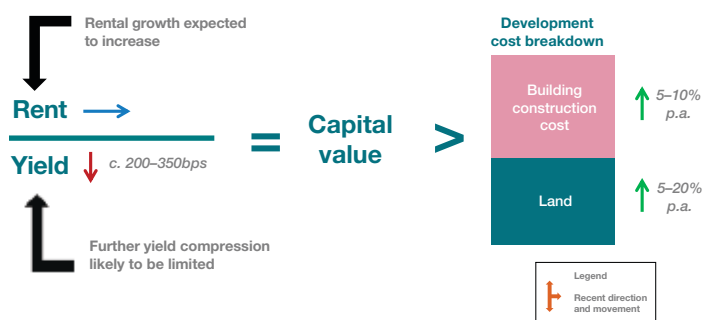 Rental growth expected
to increase
Rent
Yield
c. 200–350bps
Further yield compression
likely to be limited
=
Capital
value
>
Development
cost breakdown
Building
construction
cost
5–10%
p.a.
Land
5–20%
p.a.
Legend
Recent direction
and movement